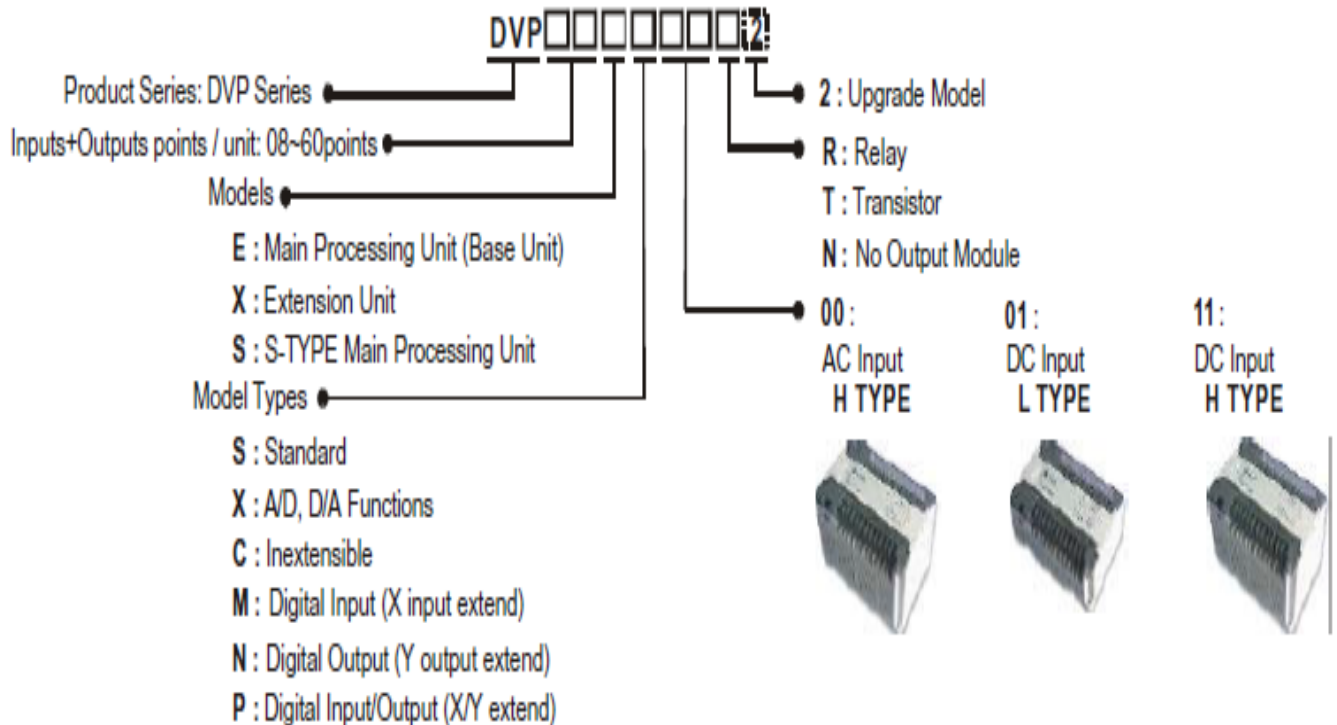 DVP□□□□□□□2
Product Series: DVP Series
Inputs+Outputs points / unit: 08~60points
Models
E : Main Processing Unit (Base Unit)
X : Extension Unit
S : S-TYPE Main Processing Unit
Model Types
S : Standard
X : A/D, D/A Functions
C : Inextensible
M : Digital Input (X input extend)
N : Digital Output (Y output extend)
P : Digital Input/Output (X/Y extend)
2 : Upgrade Model
R : Relay
T : Transistor
N : No Output Module
00 :
AC Input
H TYPE
01 :
DC Input
L TYPE
11 :
DC Input
H TYPE